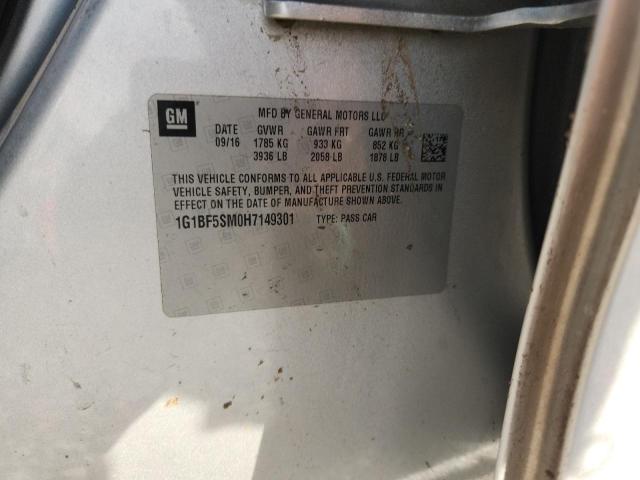 GM
MFD BY GENERAL MOTORS LLC
DATE GVWR GAWR FRT GAWR RR
09/16 1785 KG 933 KG 852 KG
3936 LB 2058 LB 1878 LB
THIS VEHICLE CONFORMS TO ALL APPLICABLE U.S. FEDERAL MOTOR
VEHICLE SAFETY, BUMPER, AND THEFT PREVENTION STANDARDS IN
EFFECT ON THE DATE OF MANUFACTURE SHOWN ABOVE.
1G1BF5SM0H7149301 TYPE: PASS CAR